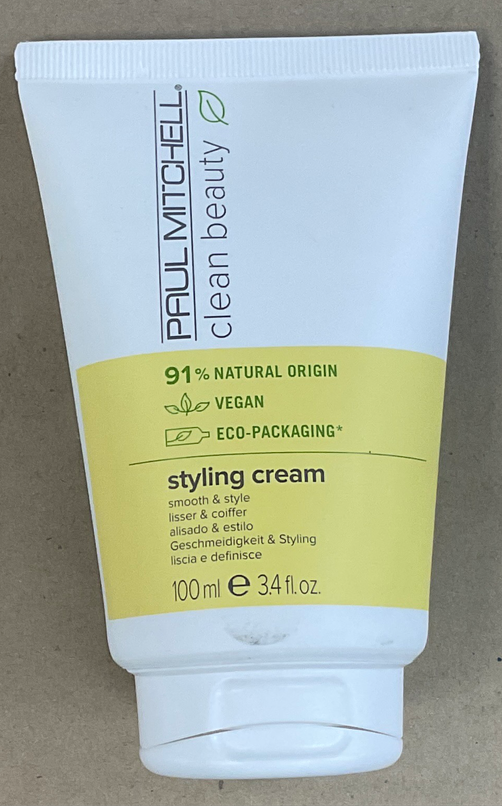 PAUL MITCHELL®
clean beauty
91% NATURAL ORIGIN
VEGAN
ECO-PACKAGING*
styling cream
smooth & style
lisser & coiffer
alisado & estilo
Geschmeidigkeit & Styling
liscia e definisce
100 ml e 3.4 fl. oz.